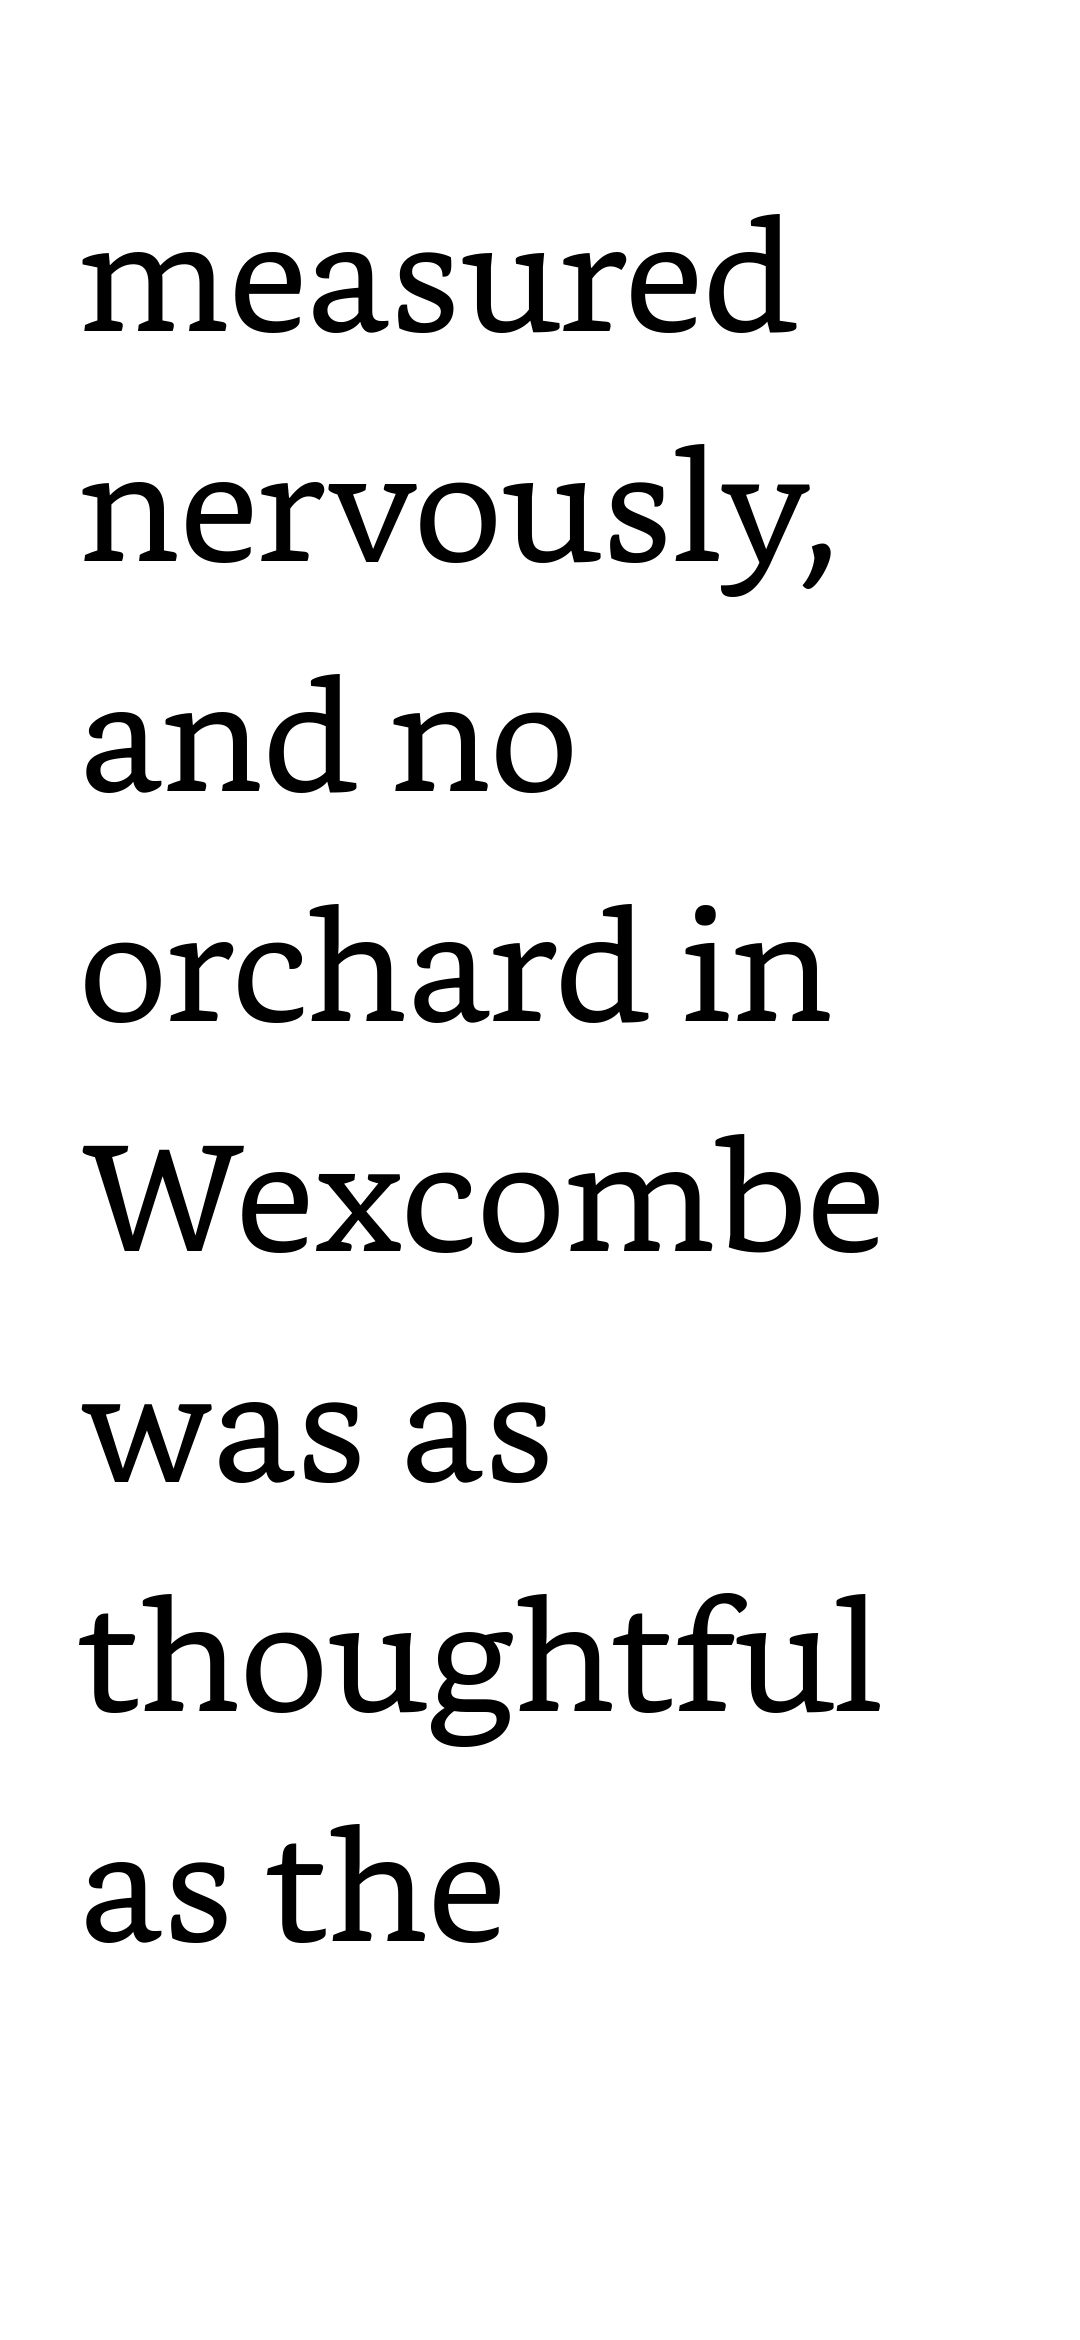 measured
nervously,
and no
orchard in
Wexcombe
was as
thoughtful
as the